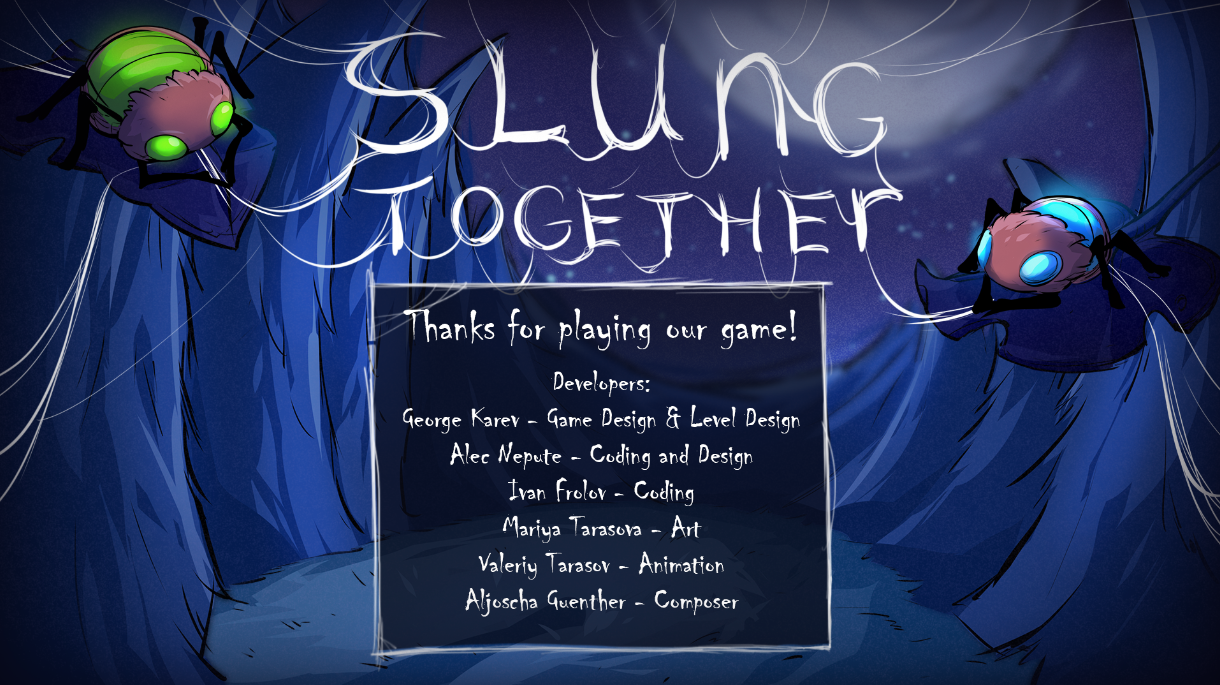 SLUNG
TOGETHER
Thanks for playing our game!
Developers:
George Karev - Game Design & Level Design
Alec Nepute - Coding and Design
Ivan Frolov - Coding
Mariya Tarasova - Art
Valeriy Tarasov - Animation
Aljoscha Guenther - Composer